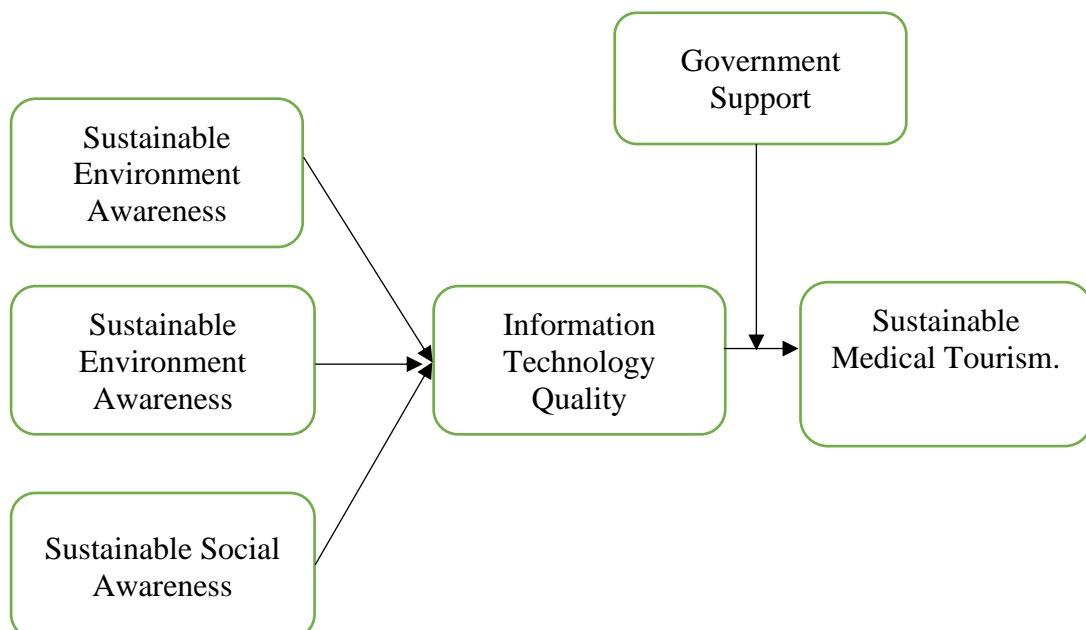 Government
Support
Sustainable
Environment
Awareness
Sustainable
Environment
Awareness
Information
Technology
Quality
Sustainable
Medical Tourism.
Sustainable Social
Awareness